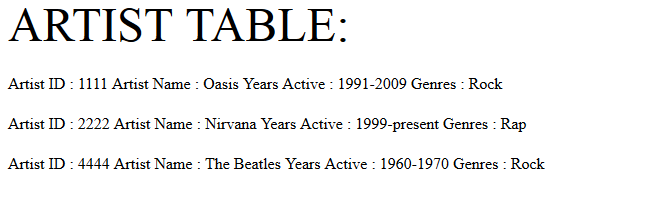 ARTIST TABLE:
Artist ID : 1111 Artist Name : Oasis Years Active : 1991-2009 Genres : Rock
Artist ID : 2222 Artist Name : Nirvana Years Active : 1999-present Genres : Rap
Artist ID : 4444 Artist Name : The Beatles Years Active : 1960-1970 Genres : Rock